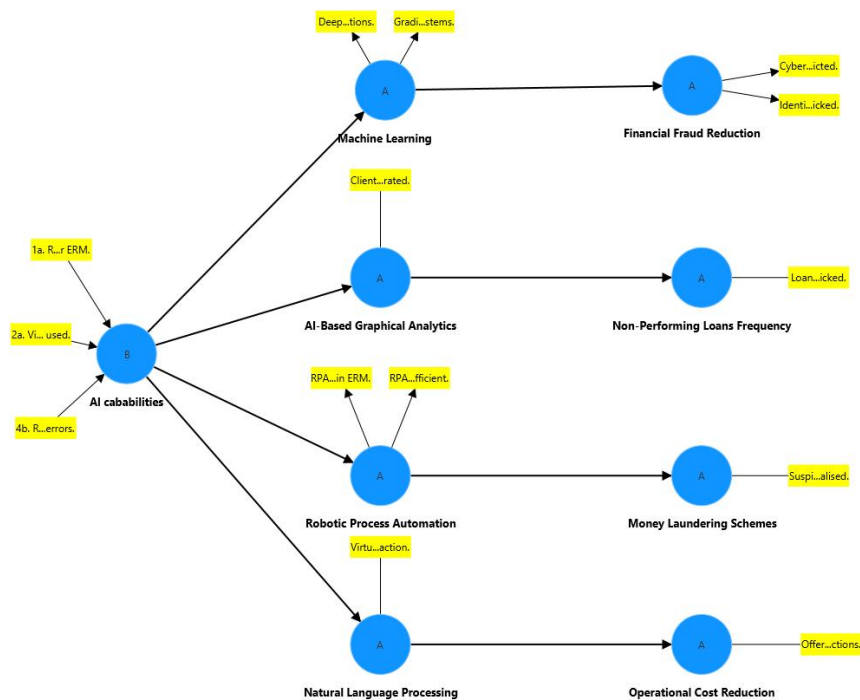 Deep...tions.
Gradi...stems.
A
Machine Learning
A
Financial Fraud Reduction
Cyber...icted.
Identi...icked.
Client...rated.
A
AI-Based Graphical Analytics
A
Non-Performing Loans Frequency
Loan...icked.
1a. R...r ERM.
2a. Vi... used.
4b. R...errors.
B
AI cababilities
RPA...in ERM.
RPA...fficient.
A
Robotic Process Automation
A
Money Laundering Schemes
Suspi...alised.
Virtu...action.
A
Natural Language Processing
A
Operational Cost Reduction
Offer...ctions.